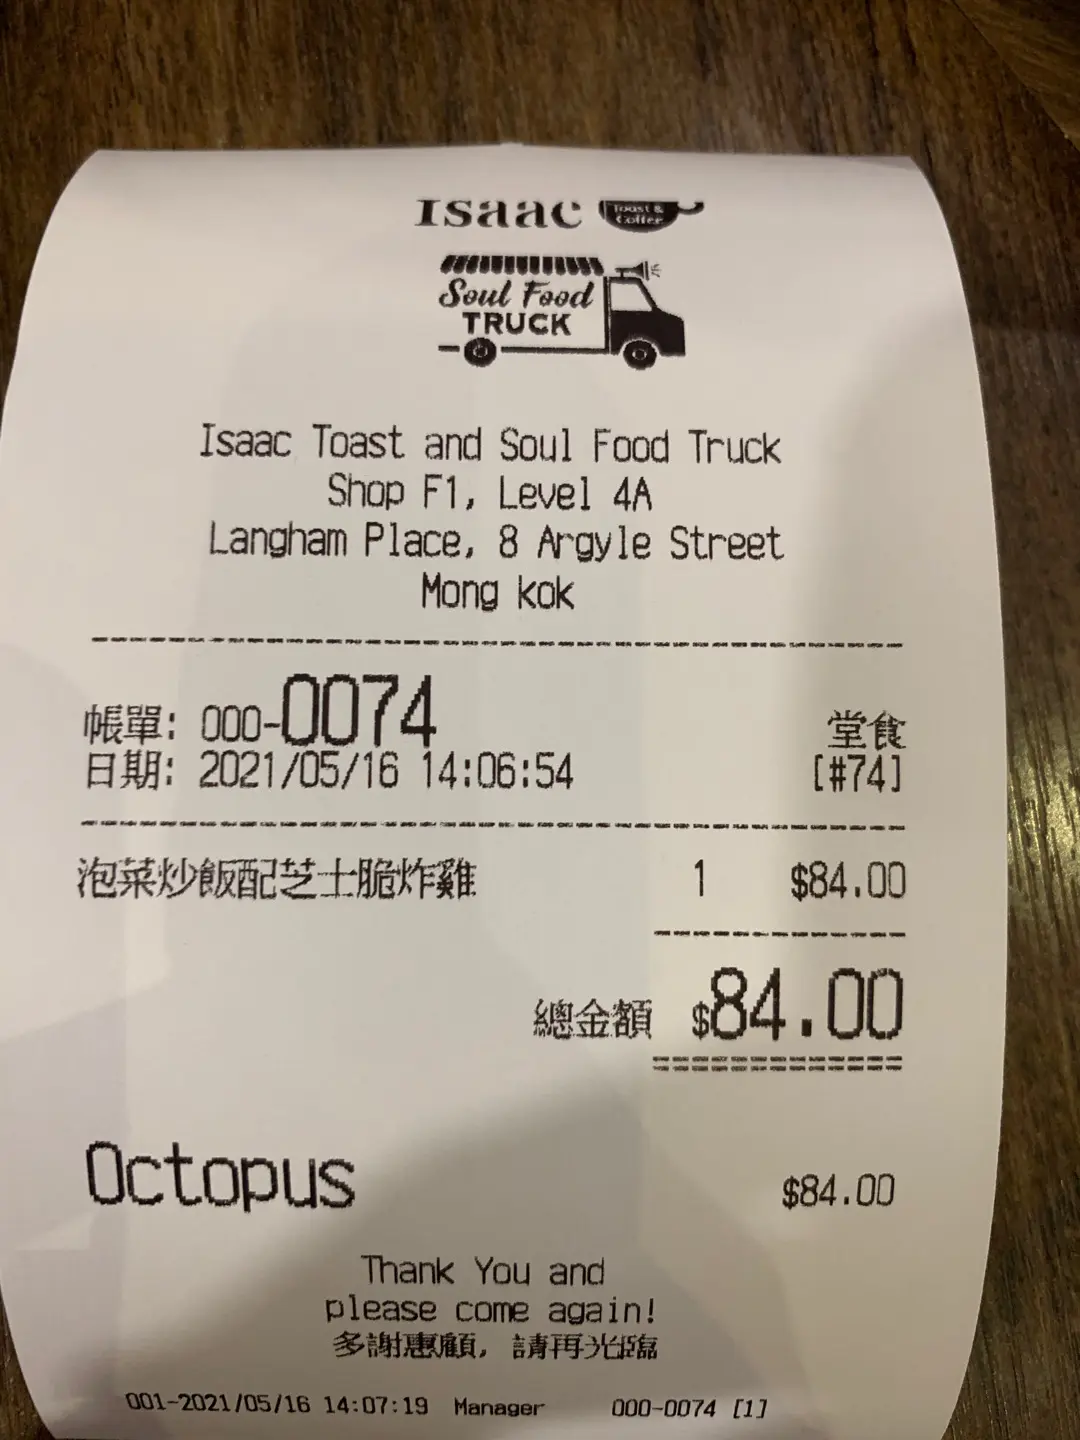 Isaac Toast & Coffee
Soul Food
TRUCK
Isaac Toast and Soul Food Truck
Shop F1, Level 4A
Langham Place, 8 Argyle Street
Mong kok
帳單: 000-0074 堂食
日期: 2021/05/16 14:06:54 [#74]
泡菜炒飯配芝士脆炸雞 1 $84.00
總金額 $84.00
Octopus $84.00
Thank You and
please come again!
多謝惠顧, 請再光臨
001-2021/05/16 14:07:19 Manager 000-0074 [1]